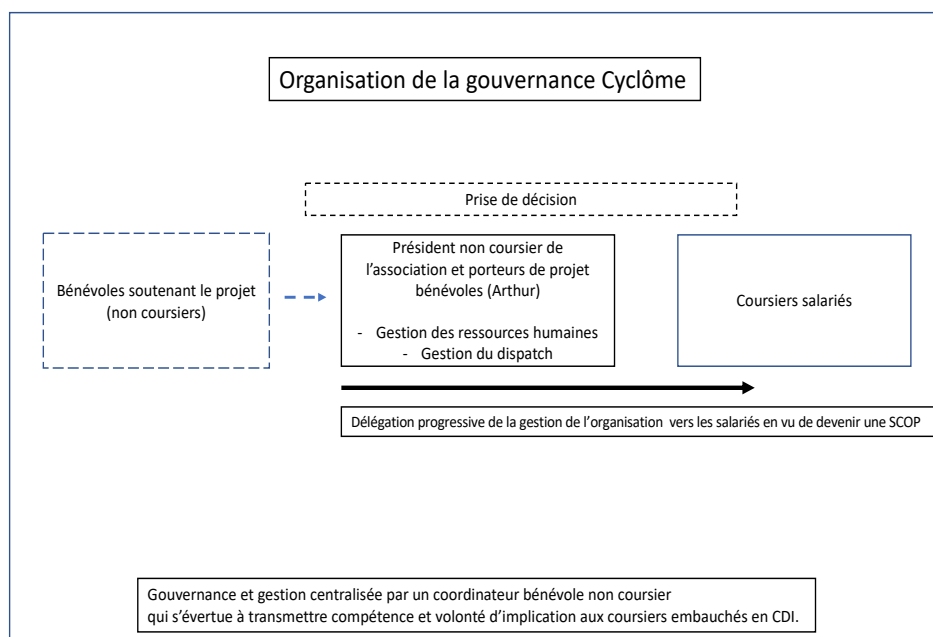 Organisation de la gouvernance Cyclôme
Prise de décision
Bénévoles soutenant le projet
(non coursiers)
Président non coursier de
l'association et porteurs de projet
bénévoles (Arthur)
- Gestion des ressources humaines
- Gestion du dispatch
Coursiers salariés
Délégation progressive de la gestion de l'organisation vers les salariés en vu de devenir une SCOP
Gouvernance et gestion centralisée par un coordinateur bénévole non coursier
qui s'évertue à transmettre compétence et volonté d'implication aux coursiers embauchés en CDI.